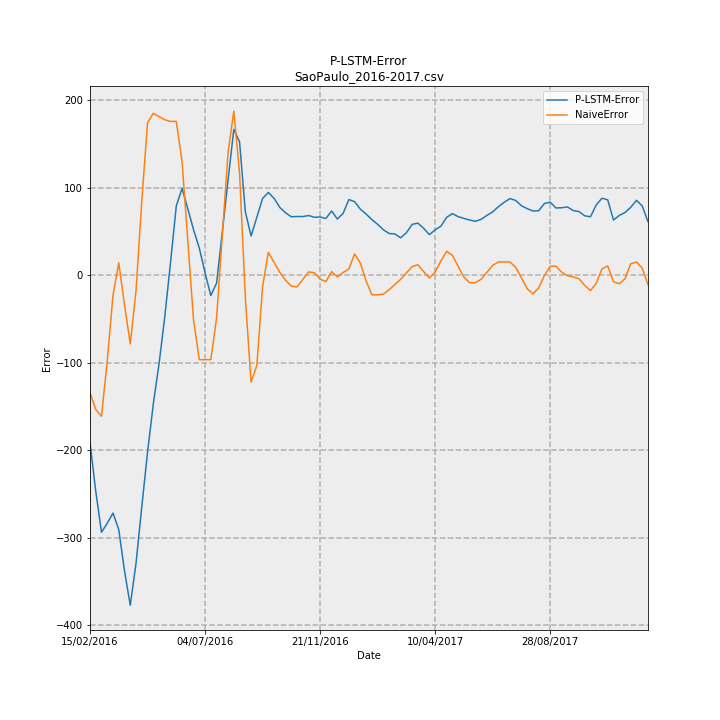 P-LSTM-Error
SaoPaulo_2016-2017.csv
P-LSTM-Error
NaiveError
200
100
0
−100
−200
−300
−400
Error
15/02/2016
04/07/2016
21/11/2016
10/04/2017
28/08/2017
Date